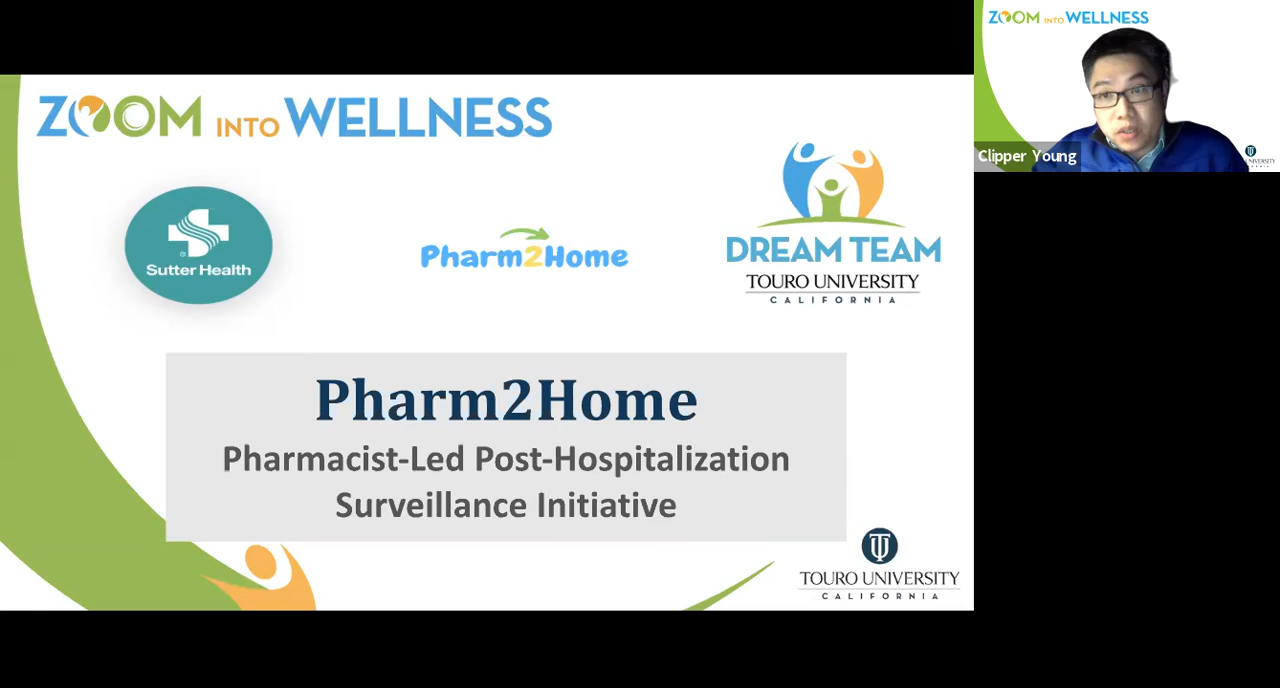 ZOOM INTO WELLNESS
Sutter Health
Pharm2Home
DREAM TEAM
TOURO UNIVERSITY
CALIFORNIA
Pharm2Home
Pharmacist-Led Post-Hospitalization
Surveillance Initiative
TOURO UNIVERSITY
CALIFORNIA
ZOOM INTO WELLNESS
Clipper Young